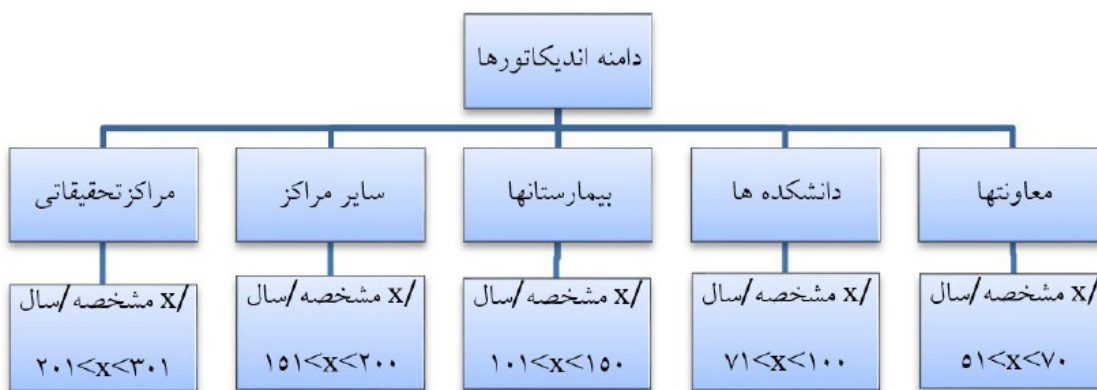 دامنه اندیکاتورها
معاونتها
دانشکده ها
بیمارستانها
سایر مراکز
مراکزتحقیقاتی
/x مشخصه/سال
۵۱<x<۷۰
/x مشخصه/سال
۷۱<x<۱۰۰
/x مشخصه/سال
۱۰۱<x<۱۵۰
/x مشخصه/سال
۱۵۱<x<۲۰۰
/x مشخصه/سال
۲۰۱<x<۳۰۱